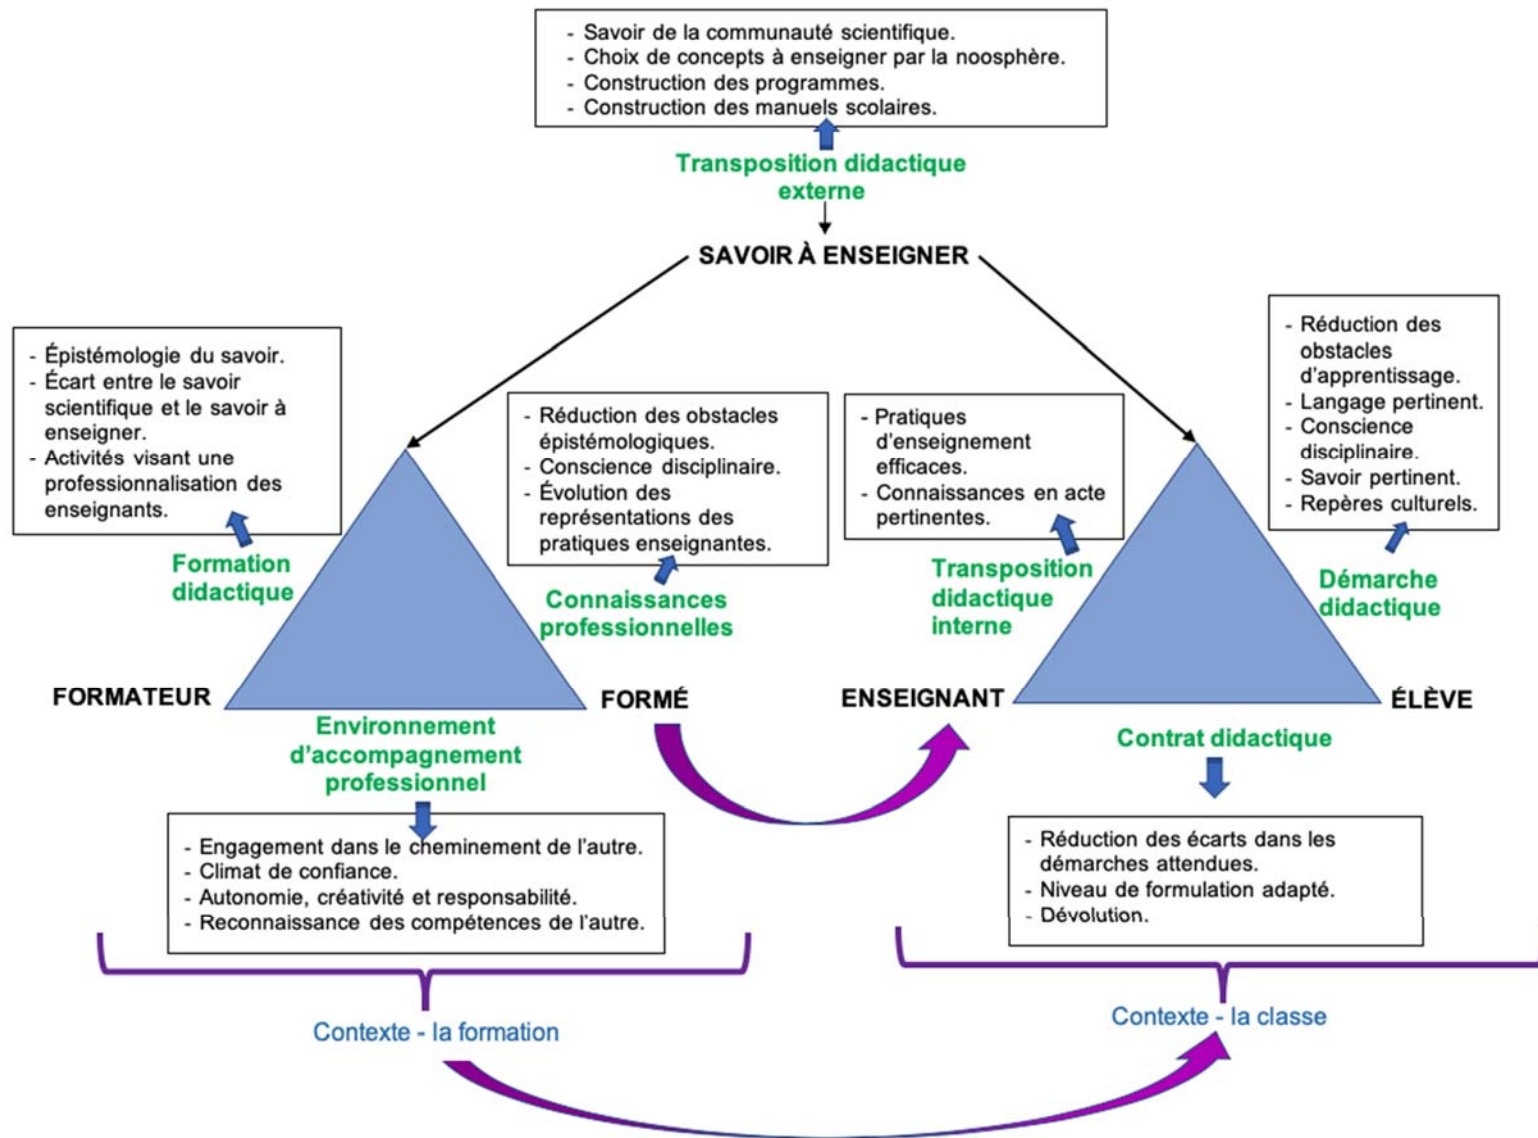 - Savoir de la communauté scientifique.
- Choix de concepts à enseigner par la noosphère.
- Construction des programmes.
- Construction des manuels scolaires.
Transposition didactique
externe
SAVOIR À ENSEIGNER
- Épistémologie du savoir.
- Écart entre le savoir
scientifique et le savoir à
enseigner.
- Activités visant une
professionnalisation des
enseignants.
Formation
didactique
- Réduction des obstacles
épistémologiques.
- Conscience disciplinaire.
- Évolution des
représentations des
pratiques enseignantes.
Connaissances
professionnelles
- Pratiques
d'enseignement
efficaces.
- Connaissances en acte
pertinentes.
Transposition
didactique
interne
- Réduction des
obstacles
d'apprentissage.
- Langage pertinent.
- Conscience
disciplinaire.
- Savoir pertinent.
- Repères culturels.
Démarche
didactique
FORMATEUR
FORMÉ
ENSEIGNANT
ÉLÈVE
Environnement
d'accompagnement
professionnel
- Engagement dans le cheminement de l'autre.
- Climat de confiance.
- Autonomie, créativité et responsabilité.
- Reconnaissance des compétences de l'autre.
Contrat didactique
- Réduction des écarts dans les
démarches attendues.
- Niveau de formulation adapté.
- Dévolution.
Contexte - la formation
Contexte - la classe